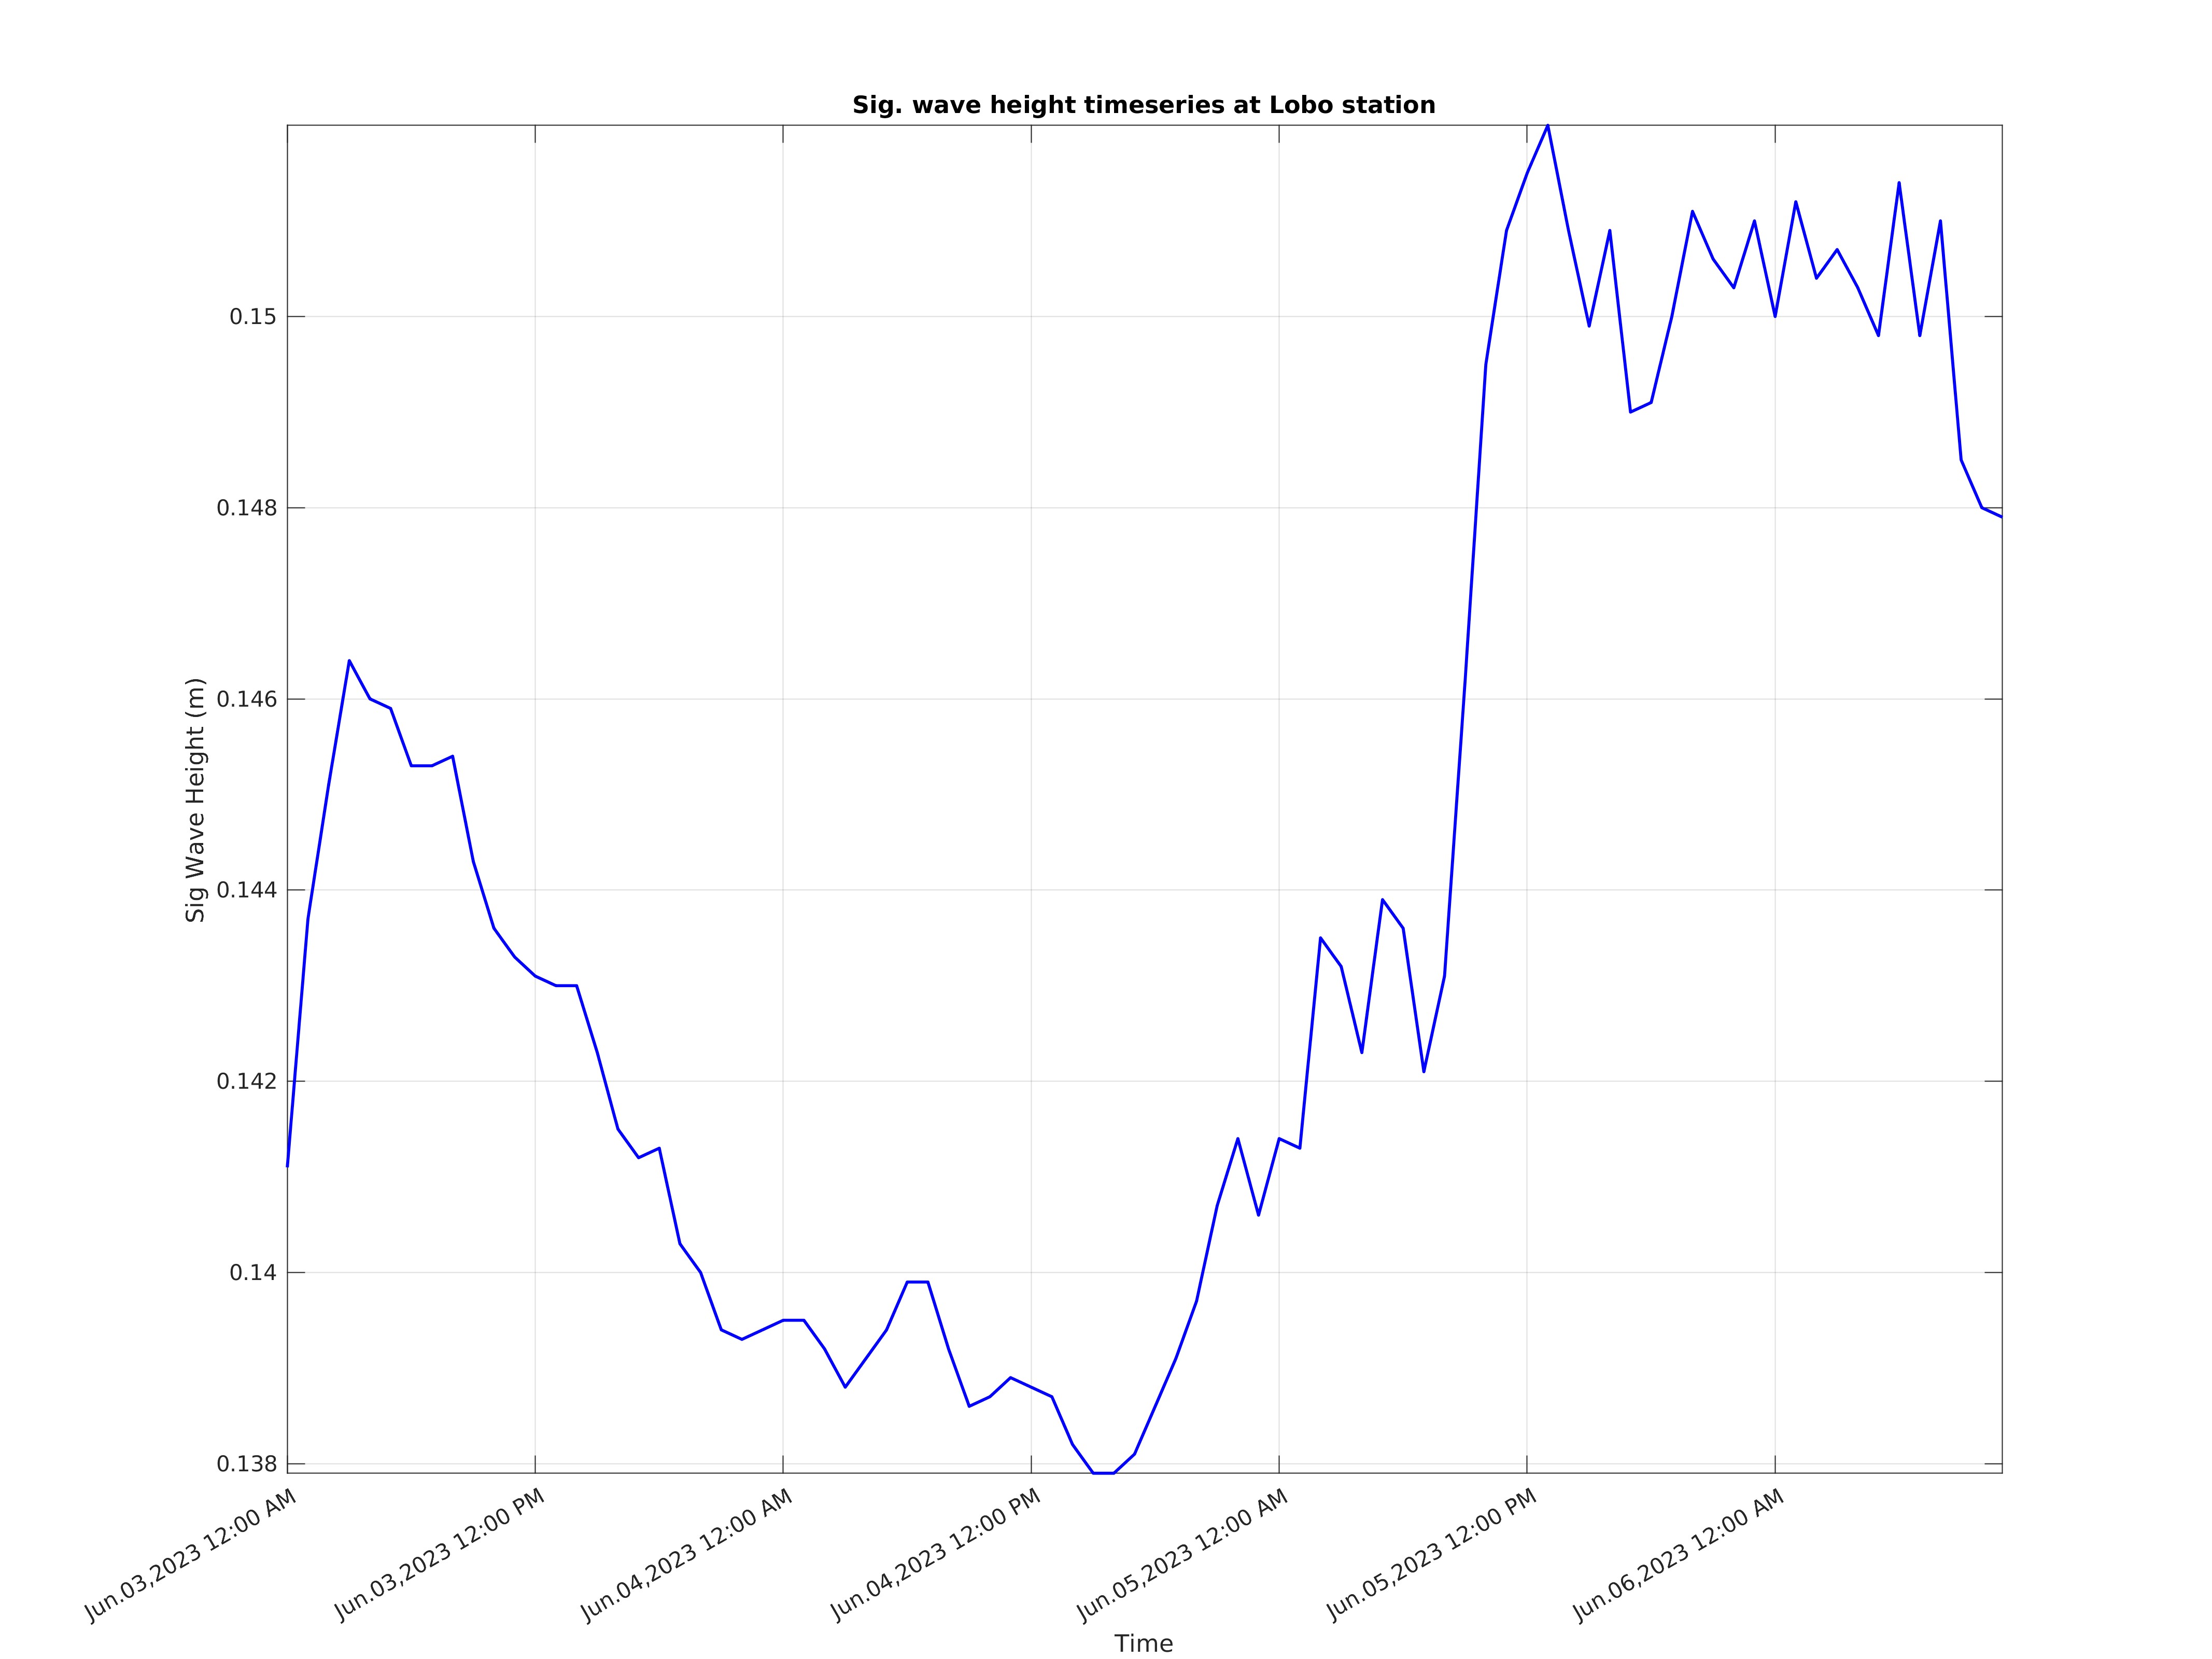 Sig. wave height timeseries at Lobo station
Sig Wave Height (m)
0.15
0.148
0.146
0.144
0.142
0.14
0.138
Jun.03,2023 12:00 AM
Jun.03,2023 12:00 PM
Jun.04,2023 12:00 AM
Jun.04,2023 12:00 PM
Jun.05,2023 12:00 AM
Jun.05,2023 12:00 PM
Jun.06,2023 12:00 AM
Time